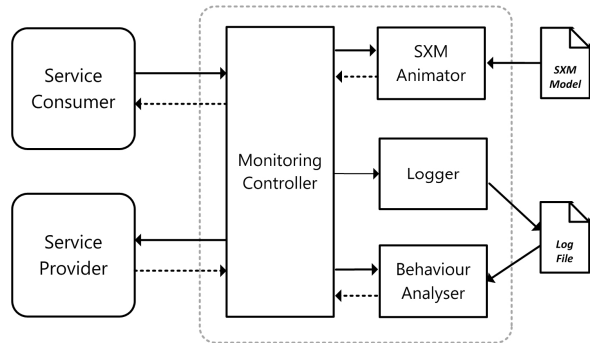 Service
Consumer
Service
Provider
Monitoring
Controller
SXM
Animator
Logger
Behaviour
Analyser
SXM
Model
Log
File